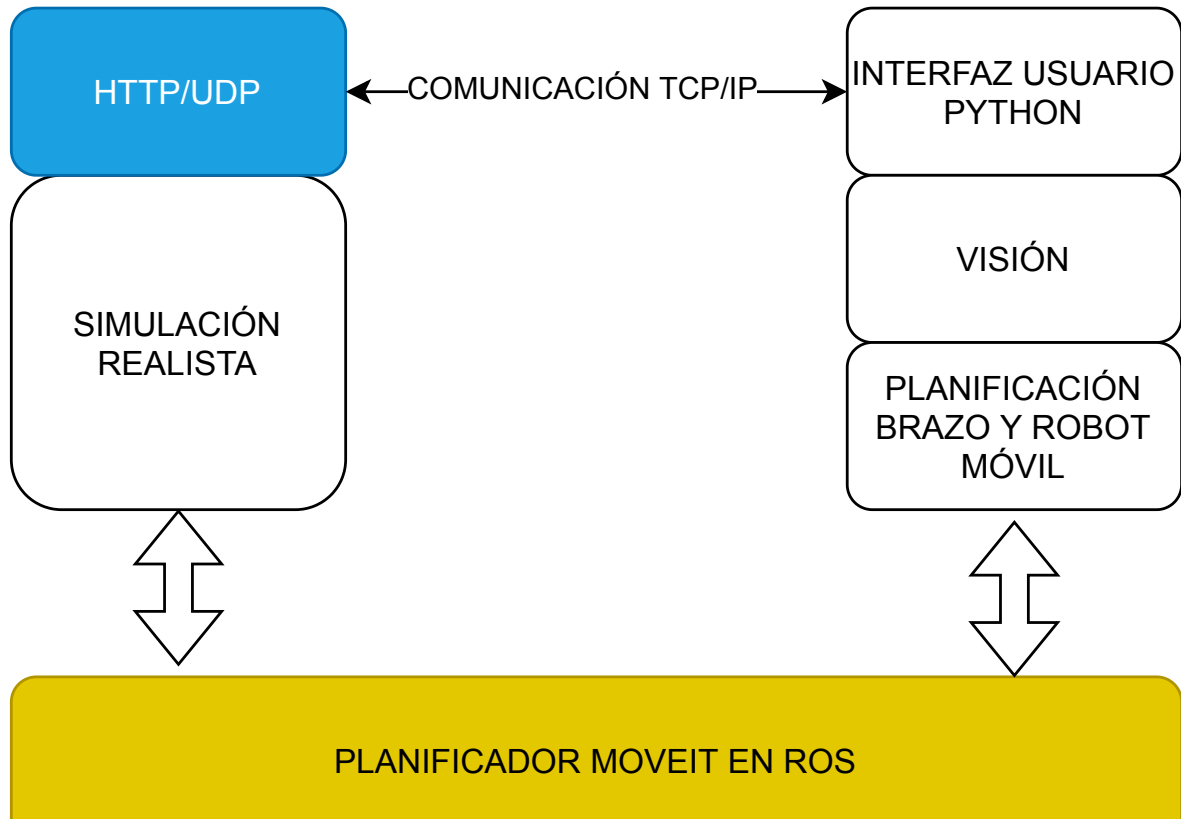 HTTP/UDP
COMUNICACIÓN TCP/IP
INTERFAZ USUARIO
PYTHON
SIMULACIÓN
REALISTA
VISIÓN
PLANIFICACIÓN
BRAZO Y ROBOT
MÓVIL
PLANIFICADOR MOVEIT EN ROS